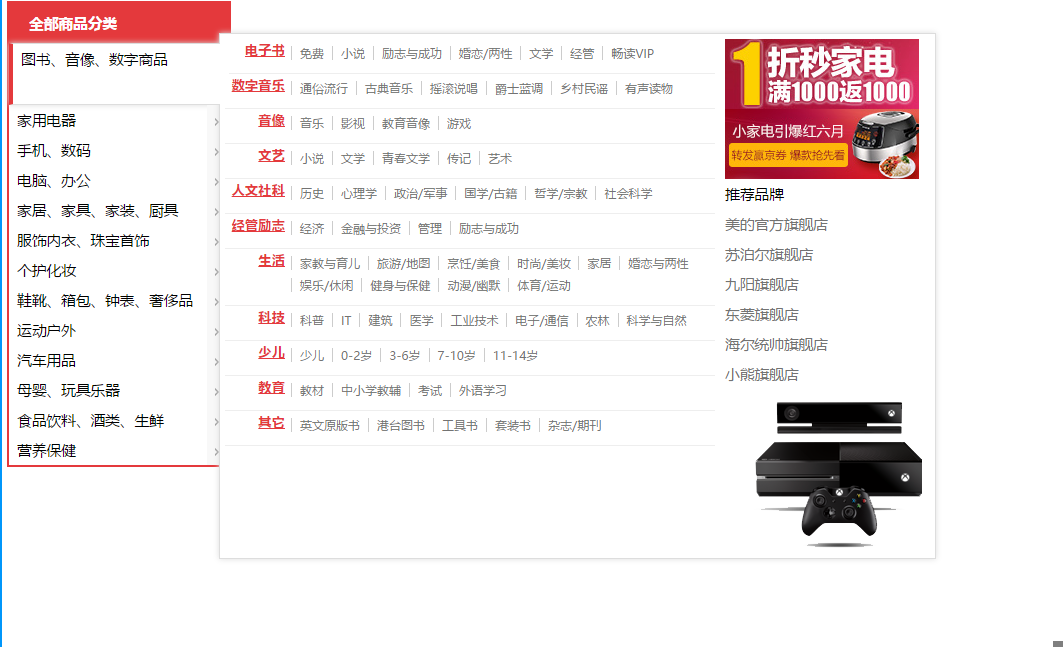 全部商品分类
图书、音像、数字商品
家用电器
手机、数码
电脑、办公
家居、家具、家装、厨具
服饰内衣、珠宝首饰
个护化妆
鞋靴、箱包、钟表、奢侈品
运动户外
汽车用品
母婴、玩具乐器
食品饮料、酒类、生鲜
营养保健
电子书 免费 小说 励志与成功 婚恋/两性 文学 经管 畅读VIP
数字音乐 通俗流行 古典音乐 摇滚说唱 爵士蓝调 乡村民谣 有声读物
音像 音乐 影视 教育音像 游戏
文艺 小说 文学 青春文学 传记 艺术
人文社科 历史 心理学 政治/军事 国学/古籍 哲学/宗教 社会科学
经管励志 经济 金融与投资 管理 励志与成功
生活 家教与育儿 旅游/地图 烹饪/美食 时尚/美妆 家居 婚恋与两性
娱乐/休闲 健身与保健 动漫/幽默 体育/运动
科技 科普 IT 建筑 医学 工业技术 电子/通信 农林 科学与自然
少儿 少儿 0-2岁 3-6岁 7-10岁 11-14岁
教育 教材 中小学教辅 考试 外语学习
其它 英文原版书 港台图书 工具书 套装书 杂志/期刊
1折秒家电
满1000返1000
小家电引爆红六月
转发赢京券 爆款抢先看
推荐品牌
美的官方旗舰店
苏泊尔旗舰店
九阳旗舰店
东菱旗舰店
海尔统帅旗舰店
小熊旗舰店